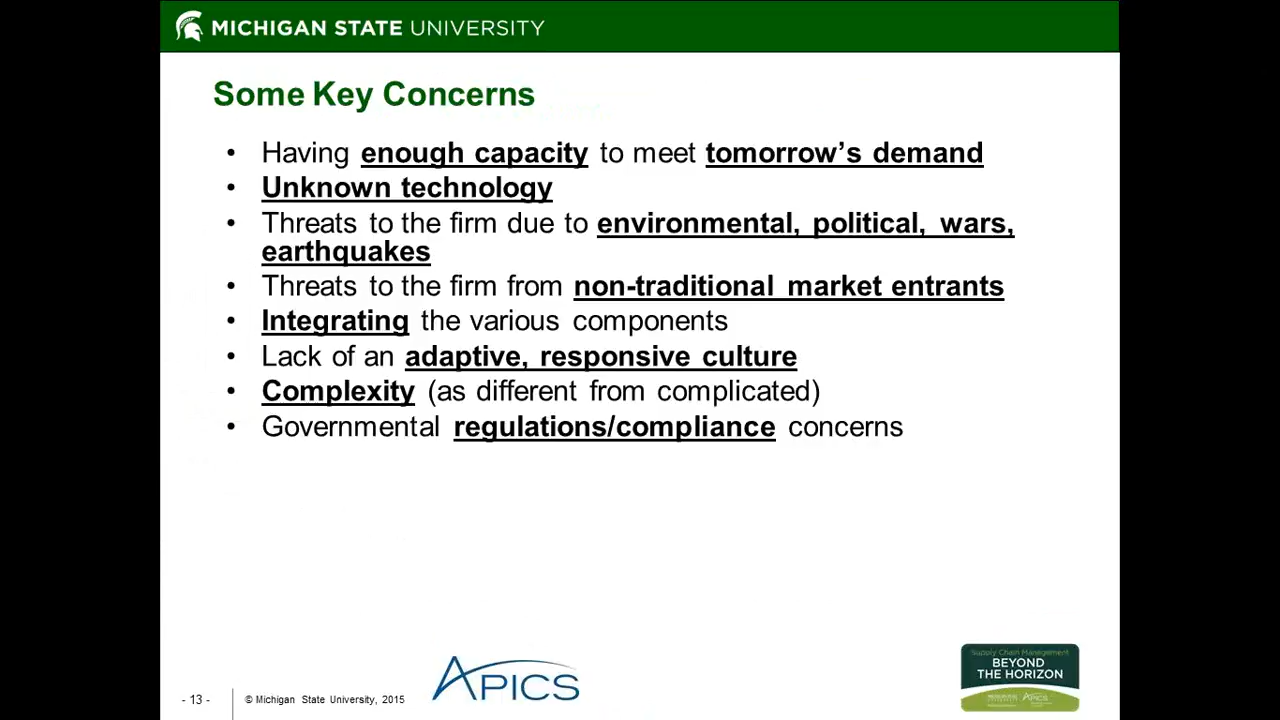 MICHIGAN STATE UNIVERSITY
Some Key Concerns
• Having enough capacity to meet tomorrow’s demand
• Unknown technology
• Threats to the firm due to environmental, political, wars,
earthquakes
• Threats to the firm from non-traditional market entrants
• Integrating the various components
• Lack of an adaptive, responsive culture
• Complexity (as different from complicated)
• Governmental regulations/compliance concerns
- 13 -
© Michigan State University, 2015
APICS
Supply Chain Management
BEYOND
THE HORIZON
APICS